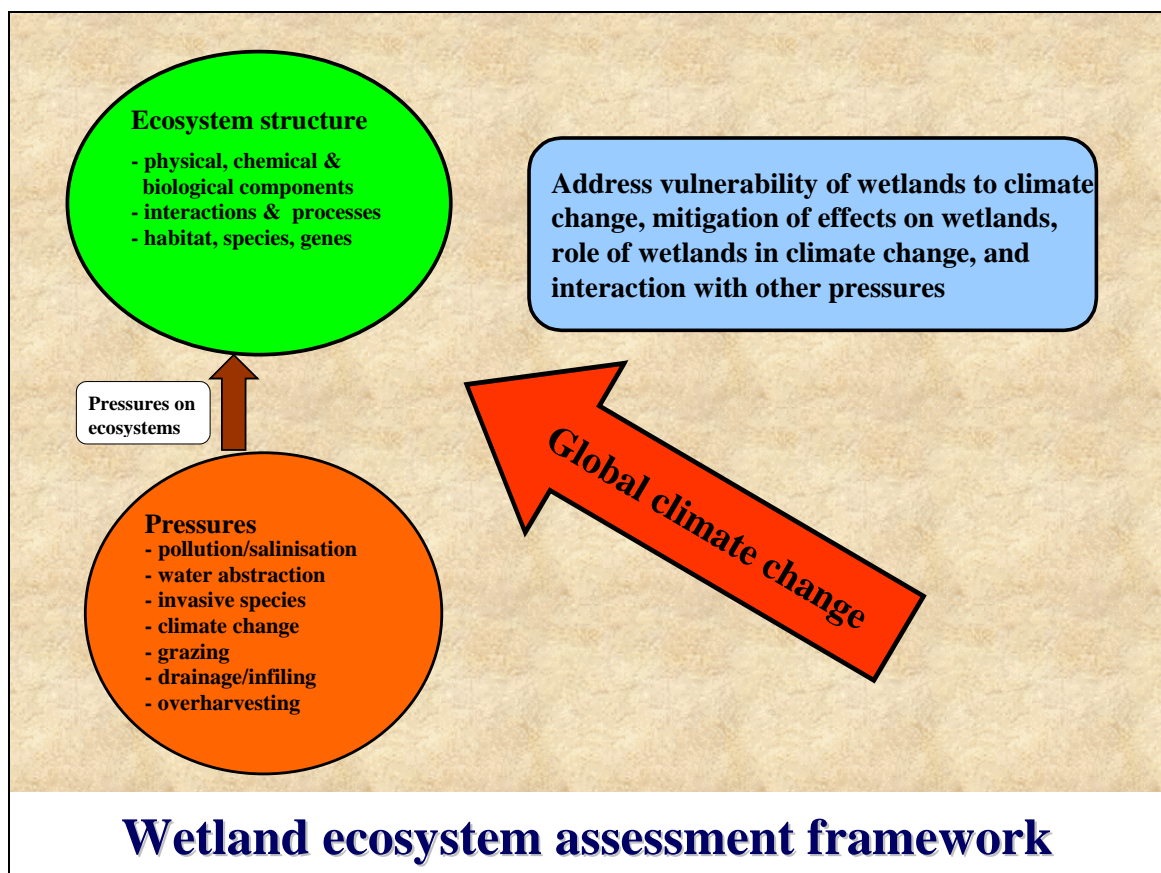 Ecosystem structure
- physical, chemical &
biological components
- interactions & processes
- habitat, species, genes
Address vulnerability of wetlands to climate
change, mitigation of effects on wetlands,
role of wetlands in climate change, and
interaction with other pressures
Pressures on
ecosystems
Global climate change
Pressures
- pollution/salinisation
- water abstraction
- invasive species
- climate change
- grazing
- drainage/infiling
- overharvesting
Wetland ecosystem assessment framework